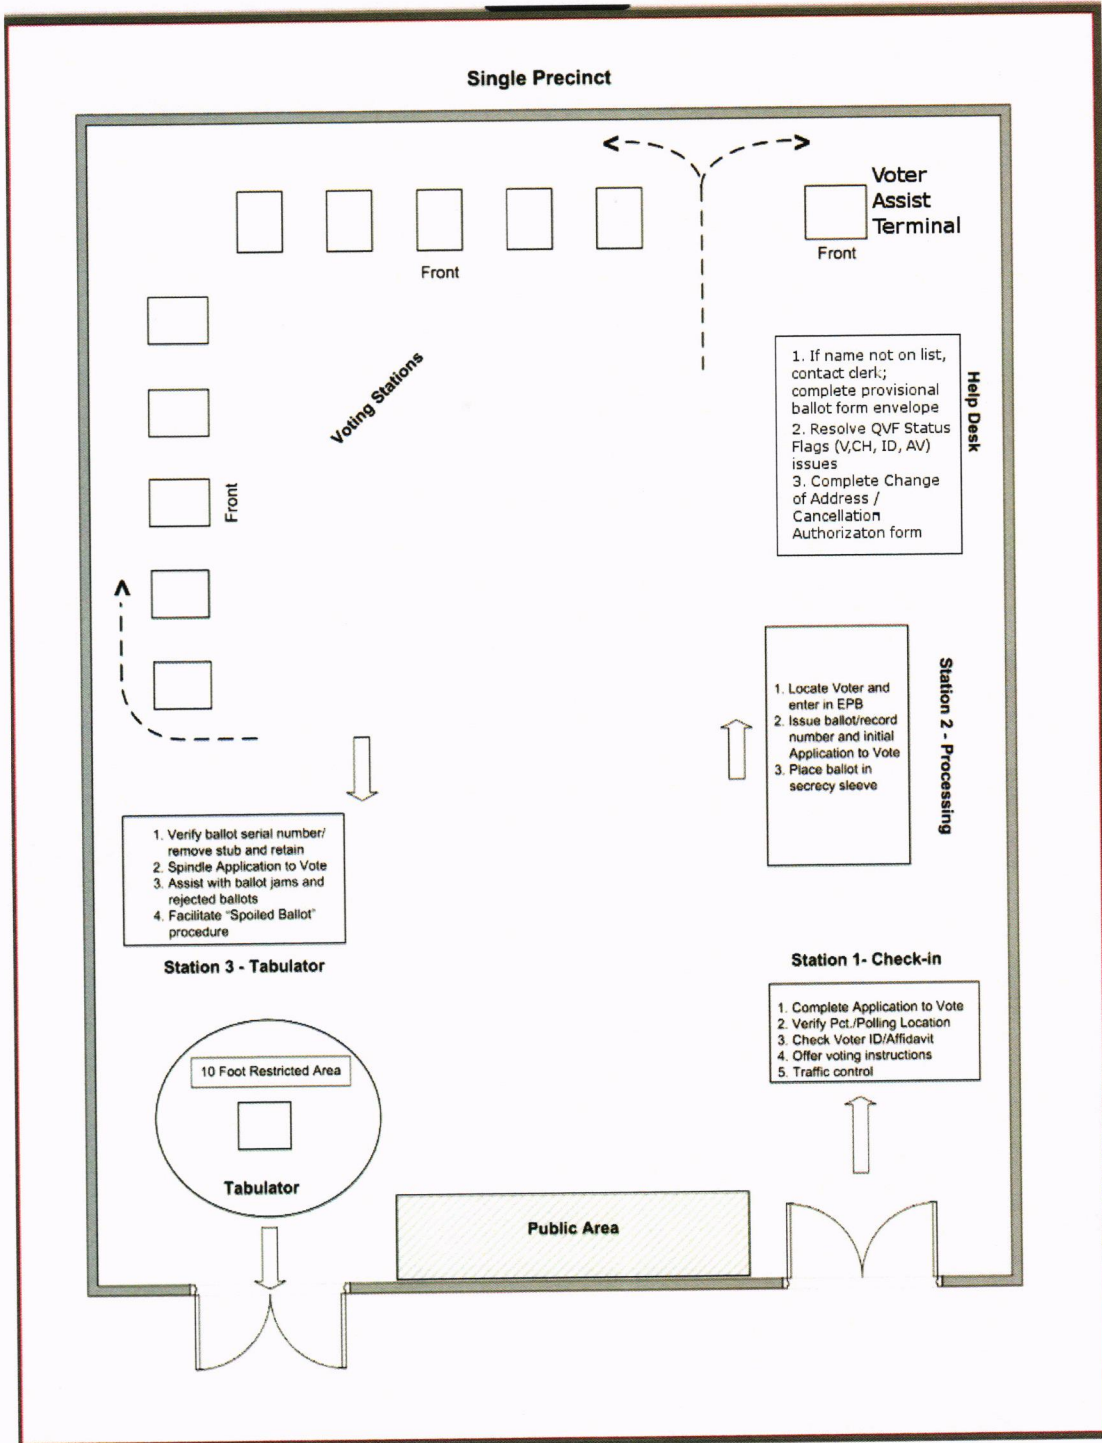 Single Precinct
Voter
Assist
Terminal
Front
Front
Voting Stations
Front
1. If name not on list,
contact clerk;
complete provisional
ballot form envelope
2. Resolve QVF Status
Flags (V,CH, ID, AV)
issues
3. Complete Change
of Address /
Cancellation
Authorizaton form
Help Desk
1. Locate Voter and
enter in EPB
2. Issue ballot/record
number and initial
Application to Vote
3. Place ballot in
secrecy sleeve
Station 2 - Processing
1. Verify ballot serial number/
remove stub and retain
2. Spindle Application to Vote
3. Assist with ballot jams and
rejected ballots
4. Facilitate "Spoiled Ballot"
procedure
Station 3 - Tabulator
Station 1- Check-in
1. Complete Application to Vote
2. Verify Pct./Polling Location
3. Check Voter ID/Affidavit
4. Offer voting instructions
5. Traffic control
10 Foot Restricted Area
Tabulator
Public Area